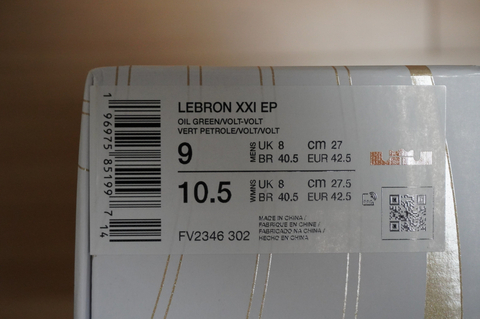 LEBRON XXI EP
OIL GREEN/VOLT-VOLT
VERT PETROLE/VOLT/VOLT
9 MENS UK 8 CM 27
BR 40.5 EUR 42.5
10.5 WMNS UK 8 CM 27.5
BR 40.5 EUR 42.5
FV2346 302
MADE IN CHINA /
FABRIQUE EN CHINE /
FABRICADO NA CHINA /
HECHO EN CHINA
1 96975 85199 7 14